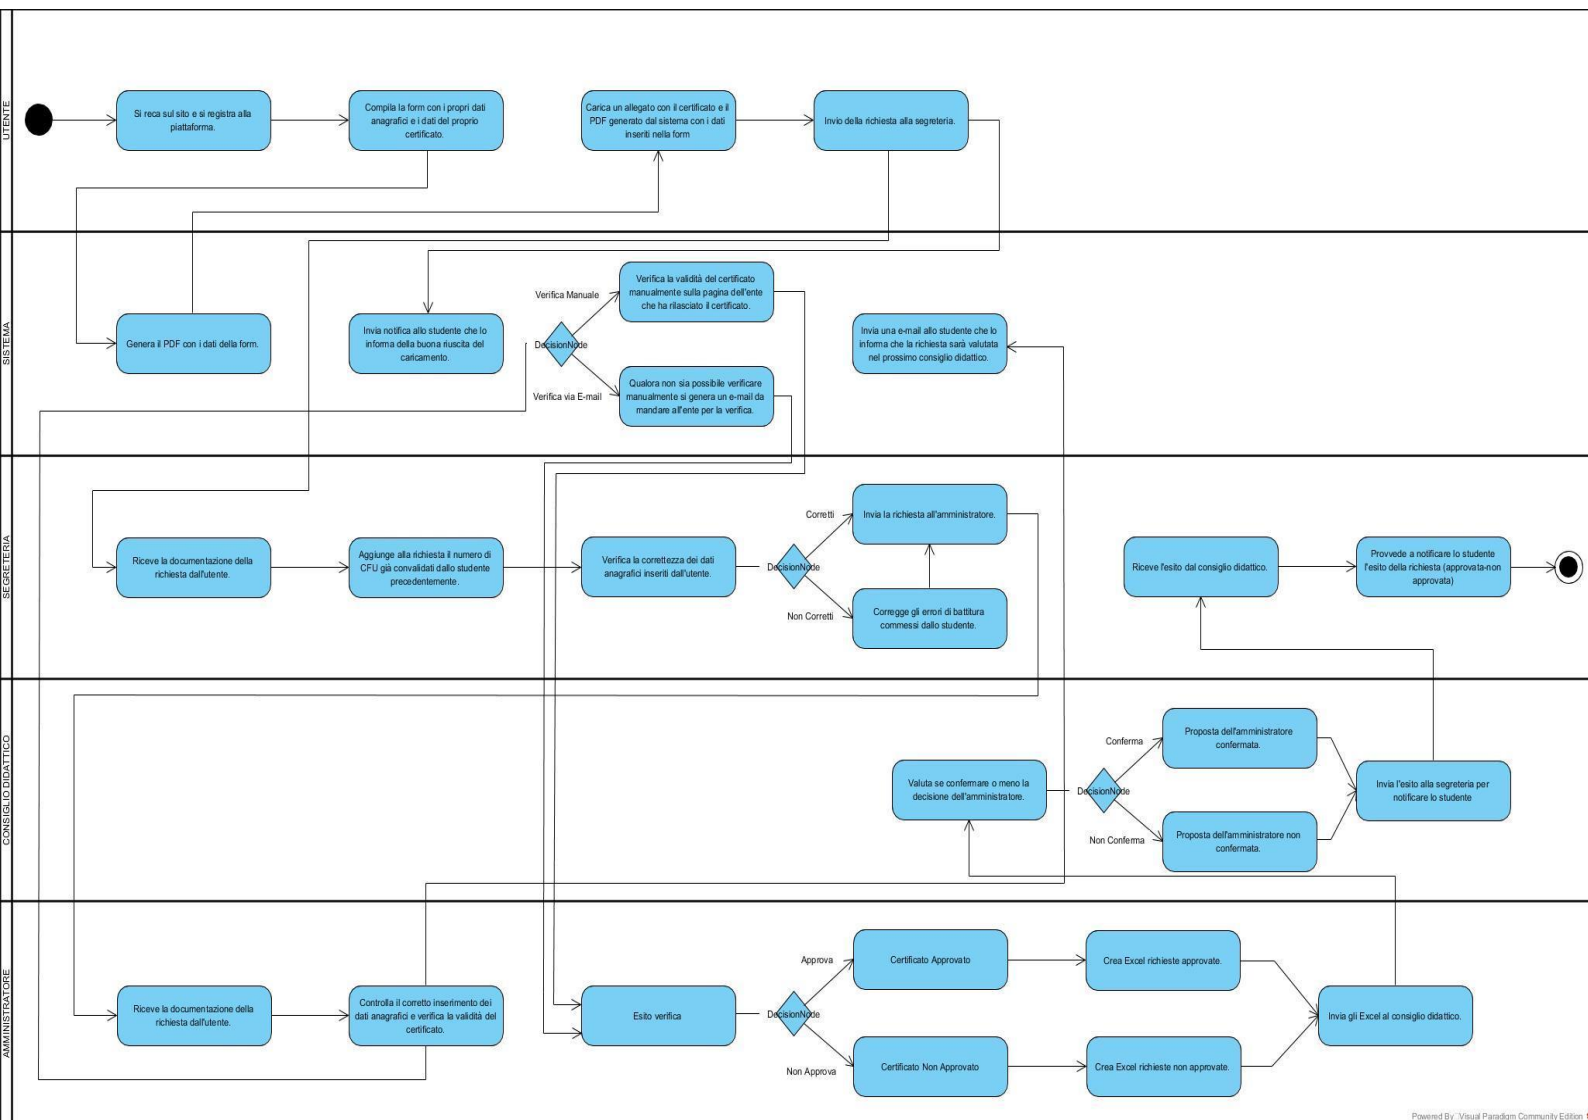 UTENTE
Si reca sul sito e si registra alla
piattaforma.
Compila la form con i propri dati
anagrafici e i dati del proprio
certificato.
Carica un allegato con il certificato e il
PDF generato dal sistema con i dati
inseriti nella form
Invio della richiesta alla segreteria.
SISTEMA
Genera il PDF con i dati della form.
Invia notifica allo studente che lo
informa della buona riuscita del
caricamento.
DecisionNode
Verifica Manuale
Verifica la validità del certificato
manualmente sulla pagina dell'ente
che ha rilasciato il certificato.
Verifica via E-mail
Qualora non sia possibile verificare
manualmente si genera un e-mail da
mandare all'ente per la verifica.
Invia una e-mail allo studente che lo
informa che la richiesta sarà valutata
nel prossimo consiglio didattico.
SEGRETERIA
Riceve la documentazione della
richiesta dall'utente.
Aggiunge alla richiesta il numero di
CFU già convalidati dallo studente
precedentemente.
Verifica la correttezza dei dati
anagrafici inseriti dall'utente.
DecisionNode
Corretti
Invia la richiesta all'amministratore.
Non Corretti
Corregge gli errori di battitura
commessi dallo studente.
Riceve l'esito dal consiglio didattico.
Provvede a notificare lo studente
l'esito della richiesta (approvata-non
approvata)
CONSIGLIO DIDATTICO
Valuta se confermare o meno la
decisione dell'amministratore.
DecisionNode
Conferma
Proposta dell'amministratore
confermata.
Non Conferma
Proposta dell'amministratore non
confermata.
Invia l'esito alla segreteria per
notificare lo studente
AMMINISTRATORE
Riceve la documentazione della
richiesta dall'utente.
Controlla il corretto inserimento dei
dati anagrafici e verifica la validità del
certificato.
Esito verifica
DecisionNode
Approva
Certificato Approvato
Crea Excel richieste approvate.
Non Approva
Certificato Non Approvato
Crea Excel richieste non approvate.
Invia gli Excel al consiglio didattico.
Powered By Visual Paradigm Community Edition